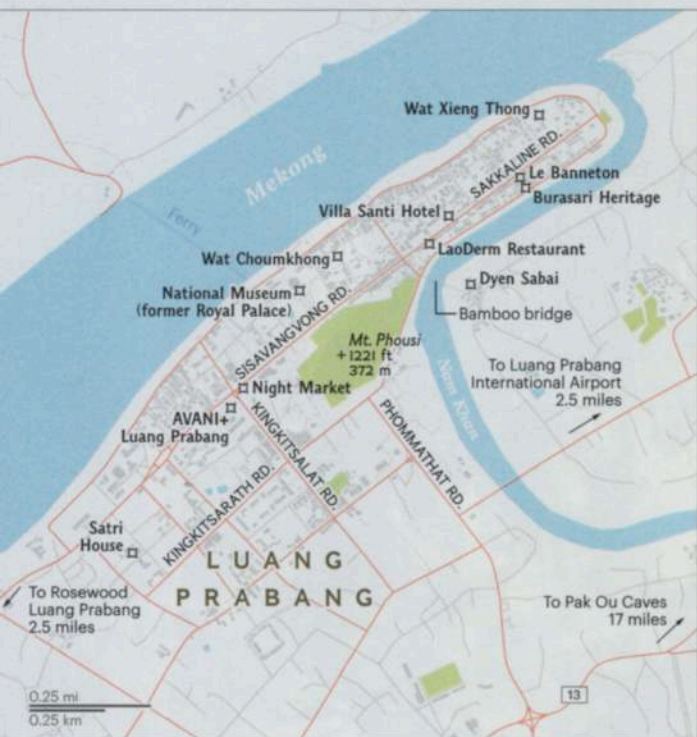 Wat Xieng Thong
SAKKALINE RD.
Le Banneton
Burasari Heritage
Mekong
Villa Santi Hotel
Ferry
LaoDerm Restaurant
Wat Choumkhong
Dyen Sabai
National Museum
(former Royal Palace)
Bamboo bridge
SISAVANGVONG RD.
Mt. Phousi
+1221 ft
372 m
Nam Khan
To Luang Prabang
International Airport
2.5 miles
Night Market
AVANI+
Luang Prabang
KINGKITSALAT RD.
PHOMMATHAT RD.
KINGKITSARATH RD.
Satri
House
LUANG
PRABANG
To Rosewood
Luang Prabang
2.5 miles
To Pak Ou Caves
17 miles
0.25 mi
0.25 km
13